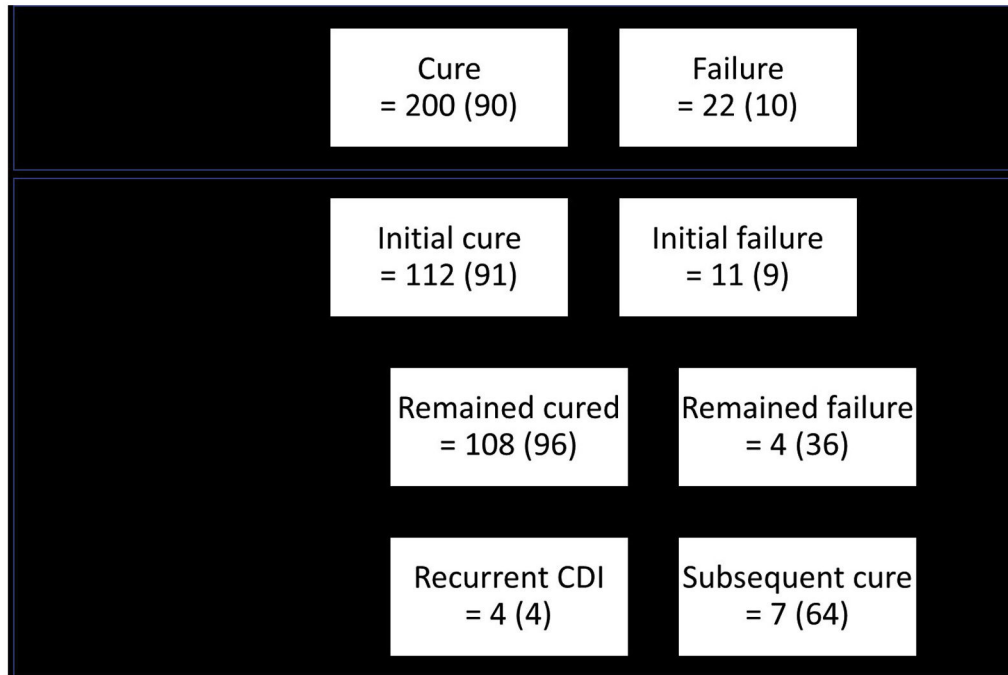 Cure
= 200 (90)
Failure
= 22 (10)
Initial cure
= 112 (91)
Initial failure
= 11 (9)
Remained cured
= 108 (96)
Remained failure
= 4 (36)
Recurrent CDI
= 4 (4)
Subsequent cure
= 7 (64)